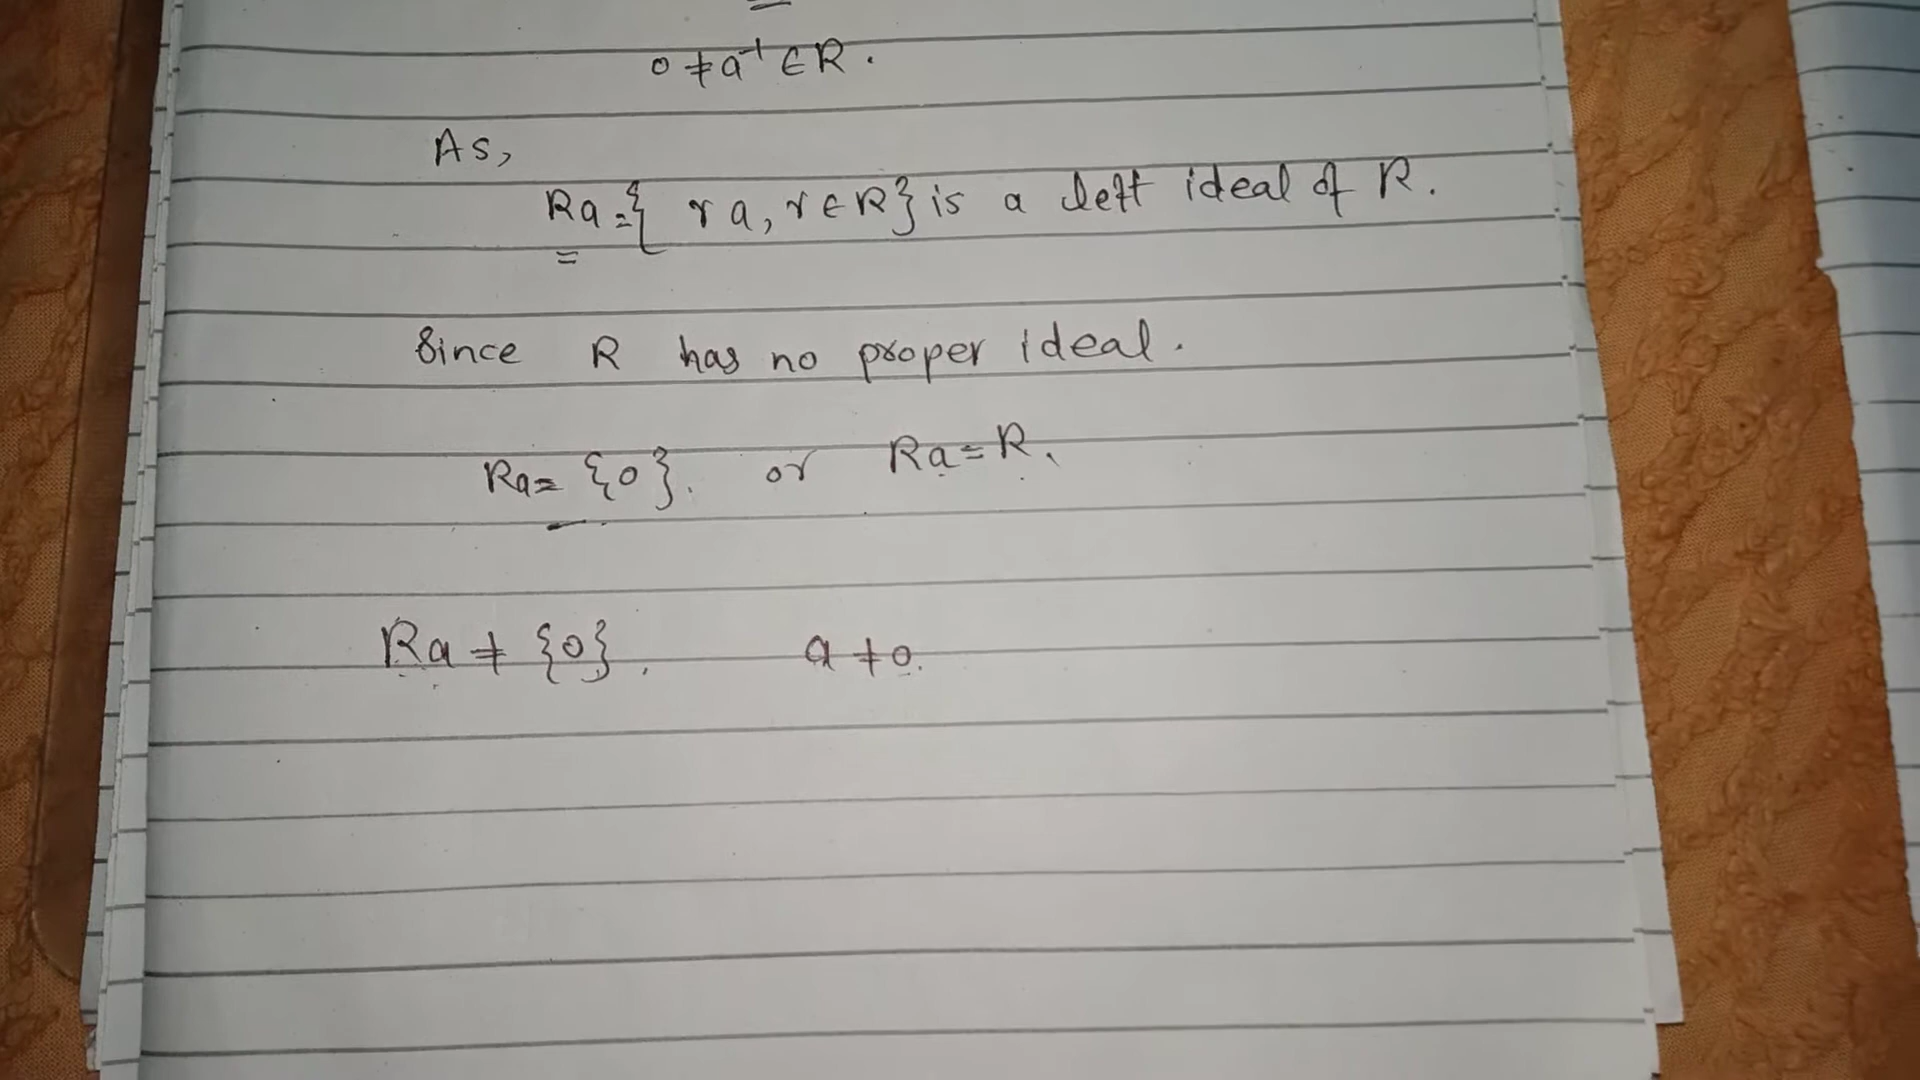 0 ≠ a⁻¹ ∈ R.
As,
Ra = { ra, r ∈ R} is a left ideal of R.
Since R has no proper ideal.
Ra = {0}. or Ra = R.
Ra ≠ {0}. a ≠ 0.